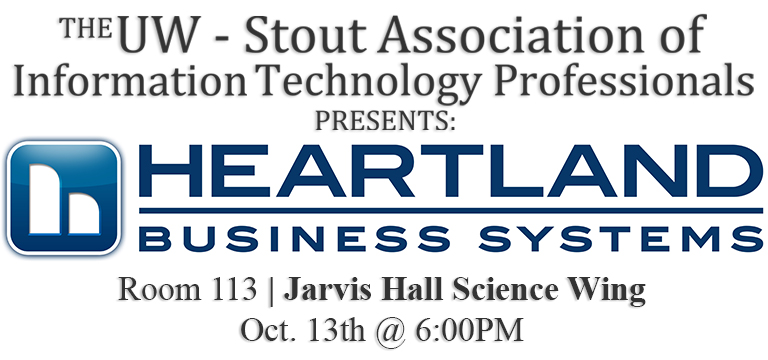 THE UW - Stout Association of
Information Technology Professionals
PRESENTS:
HEARTLAND
BUSINESS SYSTEMS
Room 113 | Jarvis Hall Science Wing
Oct. 13th @ 6:00PM